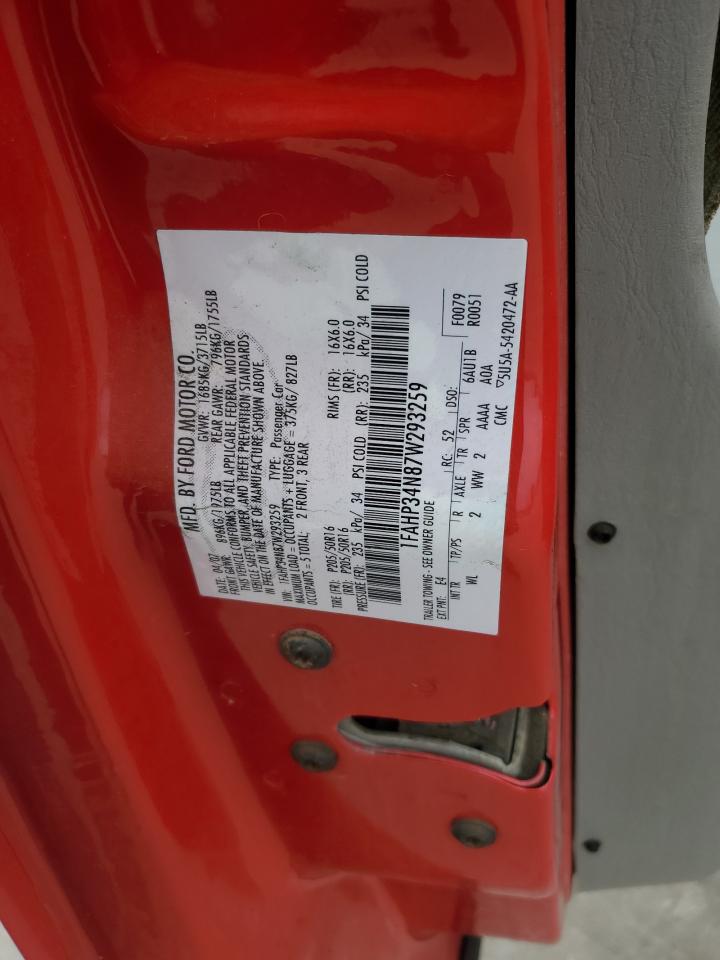 MFD. BY FORD MOTOR CO.
DATE: 04/07 GVWR: 1685KG/3715LB
FRONT GAWR: 896KG/1975LB REAR GAWR: 796KG/1755LB
THIS VEHICLE CONFORMS TO ALL APPLICABLE FEDERAL MOTOR
VEHICLE SAFETY, BUMPER, AND THEFT PREVENTION STANDARDS
IN EFFECT ON THE DATE OF MANUFACTURE SHOWN ABOVE.
VIN: 1FAHP34N87W293259 TYPE: Passenger Car
MAXIMUM LOAD = OCCUPANTS + LUGGAGE = 375KG/ 827LB
OCCUPANTS = 5 TOTAL: 2 FRONT, 3 REAR
TIRE (FR): P205/50R16 RIMS (FR): 16X6.0
(RR): P205/50R16 (RR): 16X6.0
PRESSURE (FR): 235 kPa/ 34 PSI COLD (RR): 235 kPa/ 34 PSI COLD
1FAHP34N87W293259
TRAILER TOWING - SEE OWNER GUIDE F0079
EXT PNT: E4 RC: 52 DSO: R0051
INT TR TP/PS R AXLE TR SPR 6AU1B
WL 2 WW 2 AAAA A0A
CMC ▽5U5A-5420472-AA